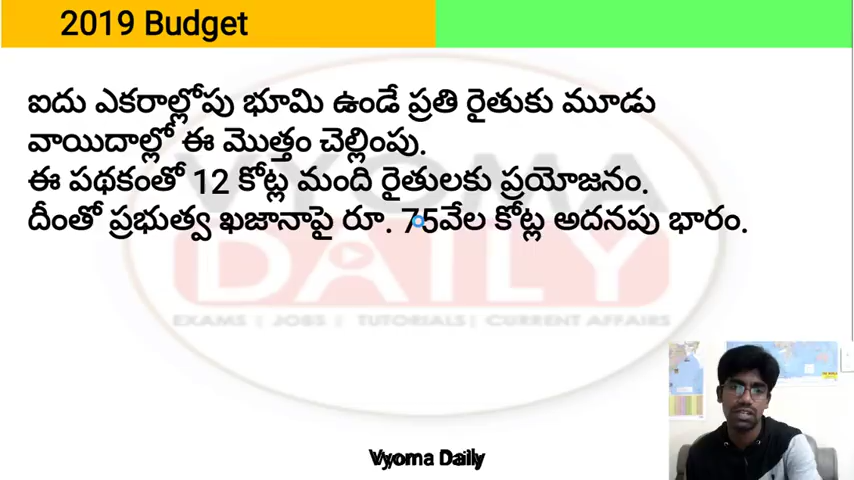 2019 Budget
ఐదు ఎకరాల్లోపు భూమి ఉండే ప్రతి రైతుకు మూడు
వాయిదాల్లో ఈ మొత్తం చెల్లింపు.
ఈ పథకంతో 12 కోట్ల మంది రైతులకు ప్రయోజనం.
దీంతో ప్రభుత్వ ఖజానాపై రూ. 75వేల కోట్ల అదనపు భారం.
VYOMA
DAILY
EXAMS | JOBS | TUTORIALS | CURRENT AFFAIRS
Vyoma Daily